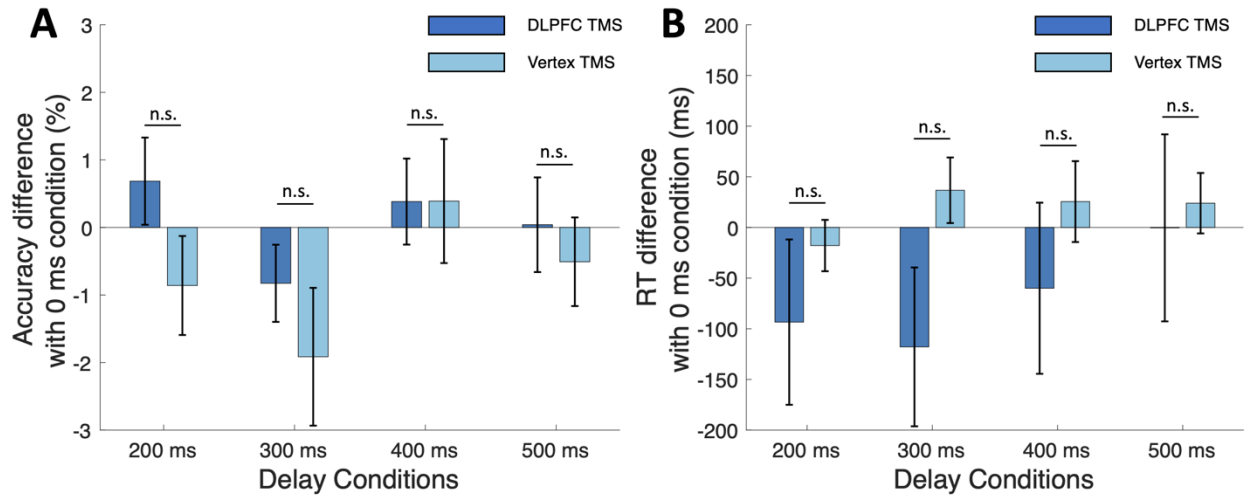 A
DLPFC TMS
Vertex TMS
Accuracy difference
with 0 ms condition (%)
3
2
1
0
-1
-2
-3
n.s.
n.s.
n.s.
n.s.
200 ms
300 ms
400 ms
500 ms
Delay Conditions
B
DLPFC TMS
Vertex TMS
RT difference
with 0 ms condition (ms)
200
150
100
50
0
-50
-100
-150
-200
n.s.
n.s.
n.s.
n.s.
200 ms
300 ms
400 ms
500 ms
Delay Conditions